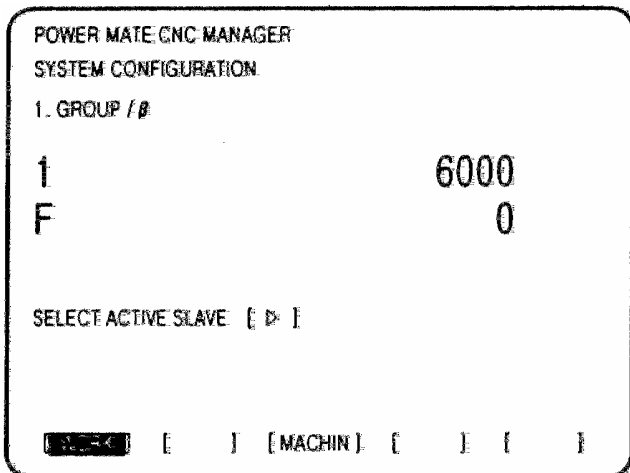 POWER MATE CNC MANAGER
SYSTEM CONFIGURATION
1. GROUP / β
1 6000
F 0
SELECT ACTIVE SLAVE [ ▷ ]
[ ] [ ] [ MACHIN ] [ ] [ ]